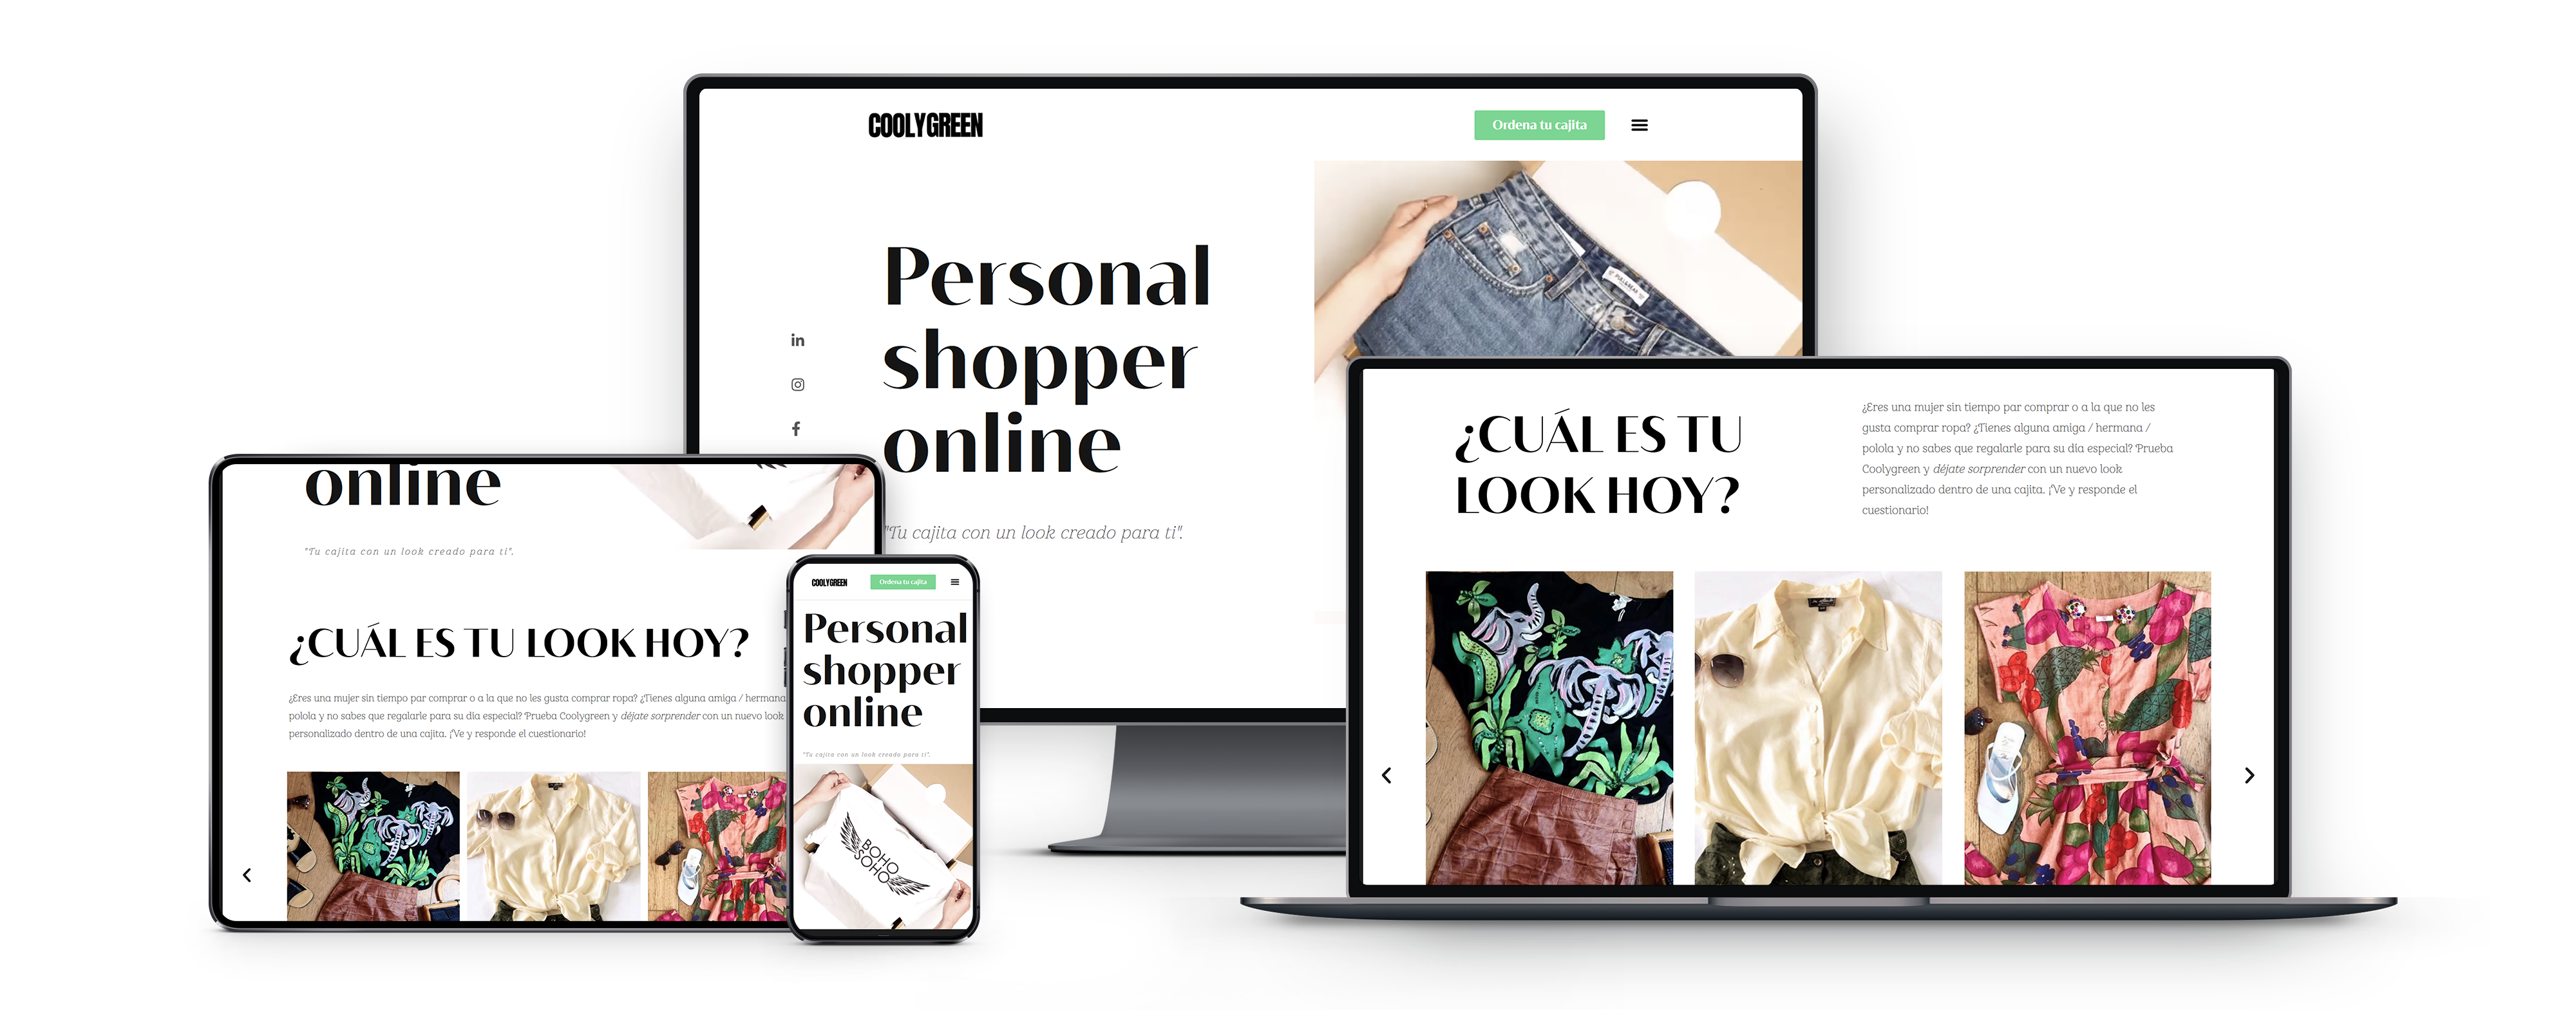 COOLYGREEN
Ordena tu cajita
Personal
shopper
online
"Tu cajita con un look creado para ti".
PULL&BEAR
online
"Tu cajita con un look creado para ti".
¿CUÁL ES TU LOOK HOY?
¿Eres una mujer sin tiempo par comprar o a la que no les gusta comprar ropa? ¿Tienes alguna amiga / hermana
polola y no sabes que regalarle para su día especial? Prueba Coolygreen y déjate sorprender con un nuevo look
personalizado dentro de una cajita. ¡Ve y responde el cuestionario!
COOLYGREEN
Ordena tu cajita
Personal
shopper
online
"Tu cajita con un look creado para ti".
BOHO
SOHO
¿CUÁL ES TU
LOOK HOY?
¿Eres una mujer sin tiempo par comprar o a la que no les
gusta comprar ropa? ¿Tienes alguna amiga / hermana /
polola y no sabes que regalarle para su día especial? Prueba
Coolygreen y déjate sorprender con un nuevo look
personalizado dentro de una cajita. ¡Ve y responde el
cuestionario!